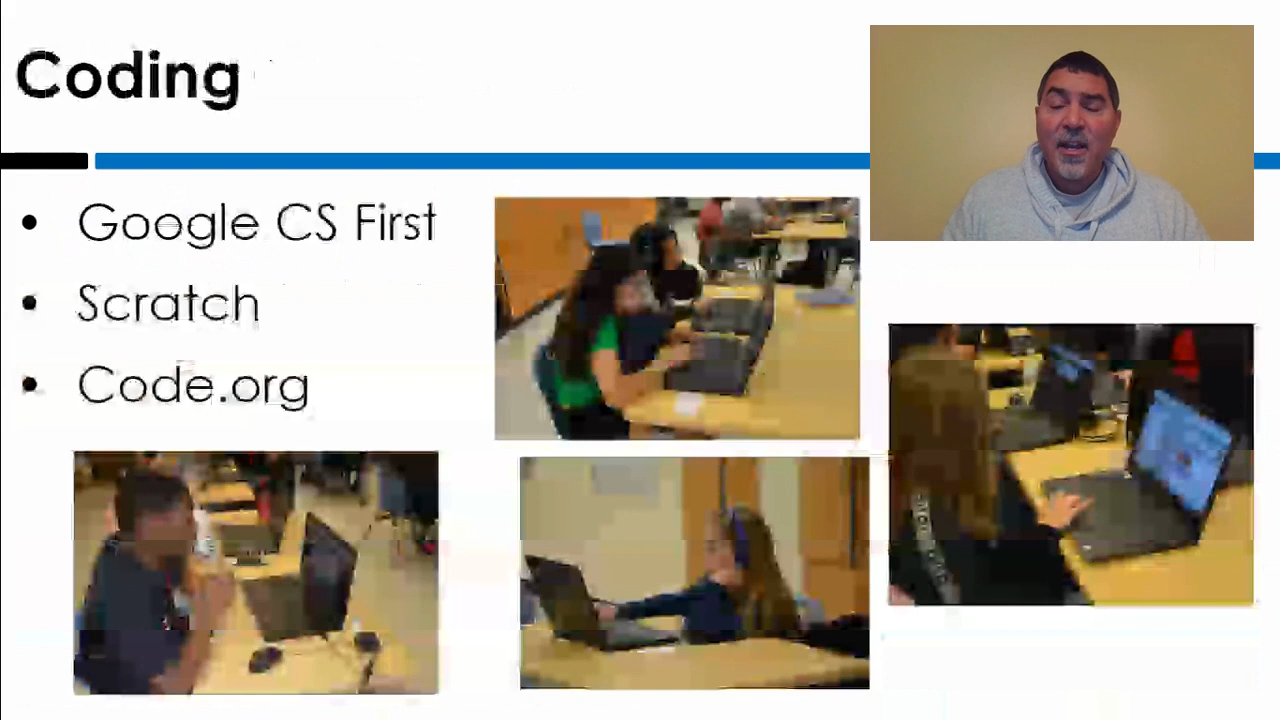 Coding
• Google CS First
• Scratch
• Code.org